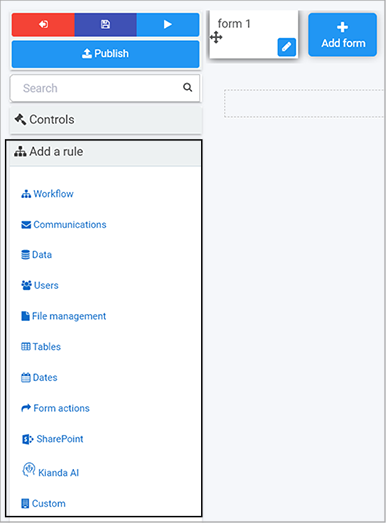 Publish
Search
Controls
Add a rule
Workflow
Communications
Data
Users
File management
Tables
Dates
Form actions
SharePoint
Kianda AI
Custom
form 1
Add form